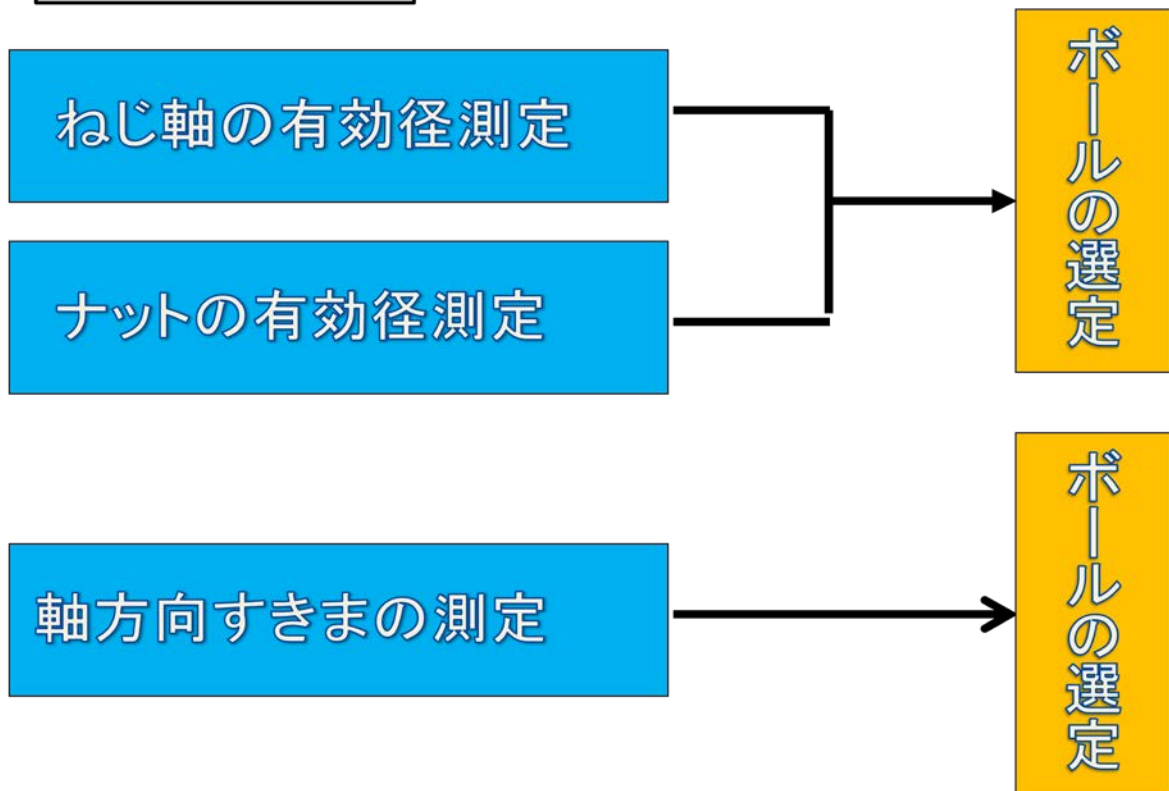 ねじ軸の有効径測定
ボールの選定
ナットの有効径測定
軸方向すきまの測定
ボールの選定